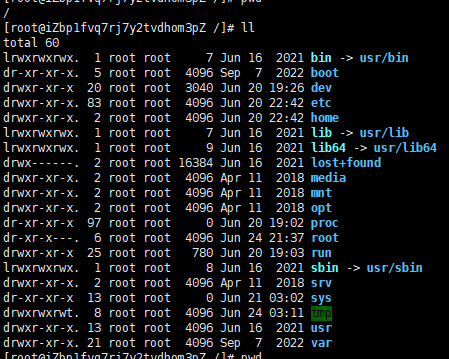 /
[root@iZbp1fvq7rj7y2tvdhom3pZ /]# ll
total 60
lrwxrwxrwx.  1 root root     7 Jun 16  2021 bin -> usr/bin
dr-xr-xr-x.  5 root root  4096 Sep  7  2022 boot
drwxr-xr-x  20 root root  3040 Jun 20 19:26 dev
drwxr-xr-x. 83 root root  4096 Jun 20 22:42 etc
drwxr-xr-x.  2 root root  4096 Jun 20 22:42 home
lrwxrwxrwx.  1 root root     7 Jun 16  2021 lib -> usr/lib
lrwxrwxrwx.  1 root root     9 Jun 16  2021 lib64 -> usr/lib64
drwx------.  2 root root 16384 Jun 16  2021 lost+found
drwxr-xr-x.  2 root root  4096 Apr 11  2018 media
drwxr-xr-x.  2 root root  4096 Apr 11  2018 mnt
drwxr-xr-x.  2 root root  4096 Apr 11  2018 opt
dr-xr-xr-x  97 root root     0 Jun 20 19:02 proc
dr-xr-x---.  6 root root  4096 Jun 24 21:37 root
drwxr-xr-x  25 root root   780 Jun 20 19:03 run
lrwxrwxrwx.  1 root root     8 Jun 16  2021 sbin -> usr/sbin
drwxr-xr-x.  2 root root  4096 Apr 11  2018 srv
dr-xr-xr-x  13 root root     0 Jun 21 03:02 sys
drwxrwxrwt.  8 root root  4096 Jun 24 03:11 tmp
drwxr-xr-x. 13 root root  4096 Jun 16  2021 usr
drwxr-xr-x. 21 root root  4096 Sep  7  2022 var
[root@iZbp1fvq7rj7y2tvdhom3pZ /]# pwd